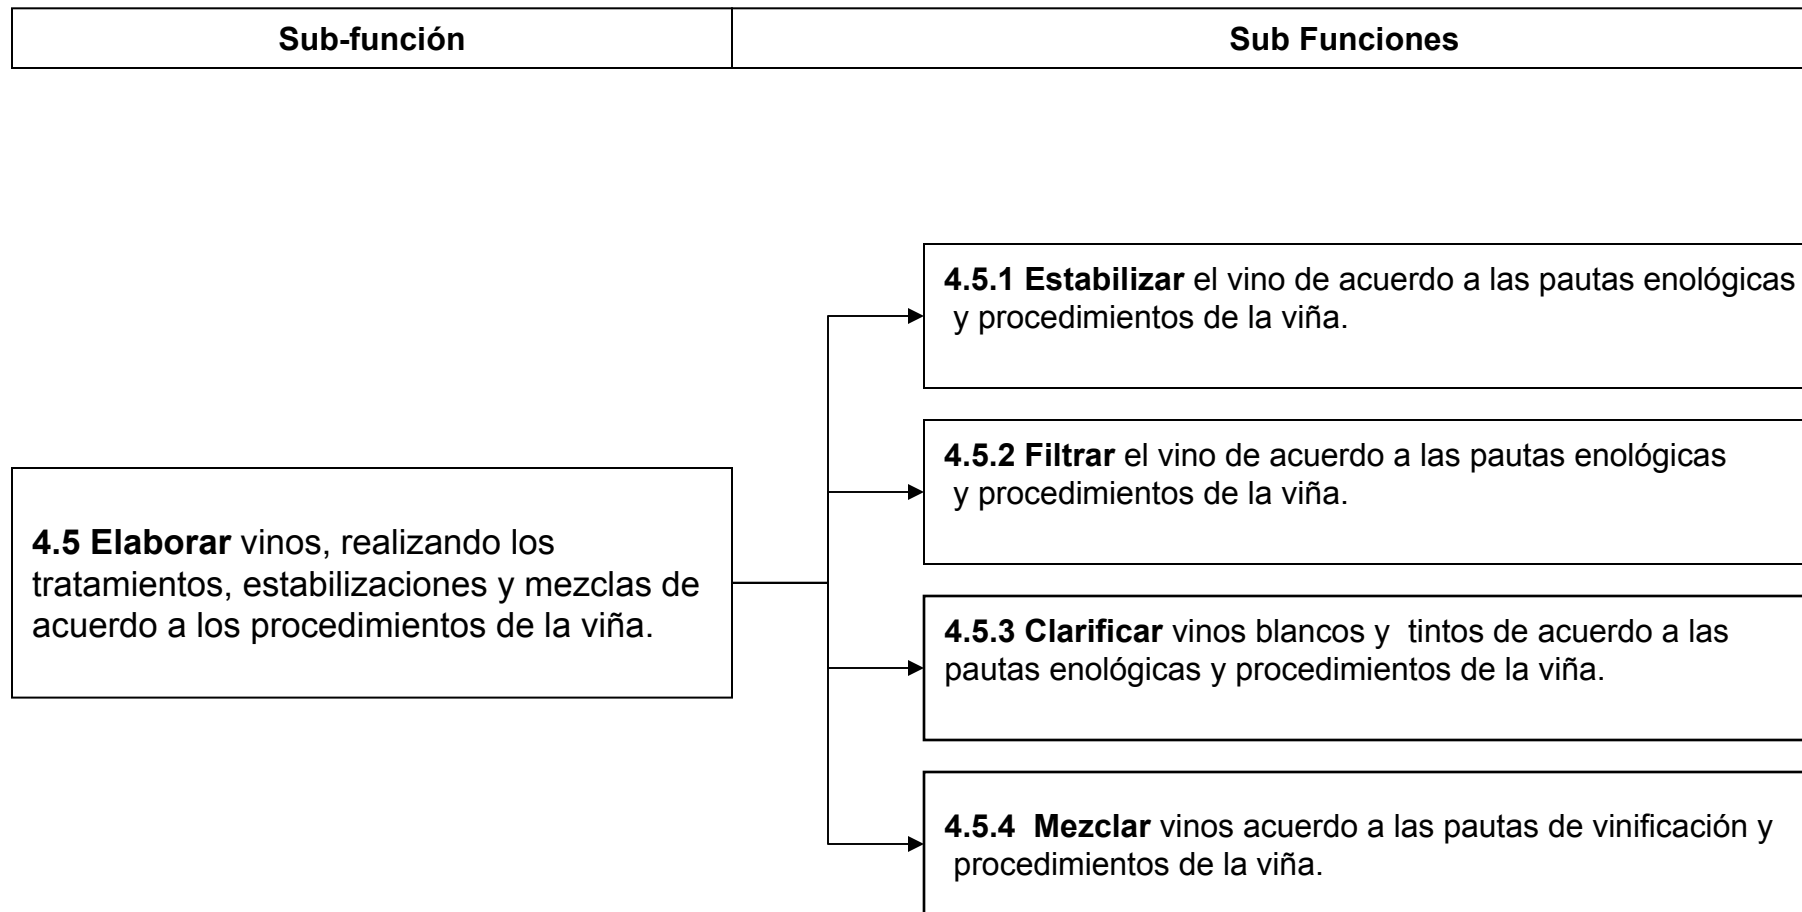 Sub-función
Sub Funciones
4.5.1 Estabilizar el vino de acuerdo a las pautas enológicas
y procedimientos de la viña.
4.5.2 Filtrar el vino de acuerdo a las pautas enológicas
y procedimientos de la viña.
4.5 Elaborar vinos, realizando los
tratamientos, estabilizaciones y mezclas de
acuerdo a los procedimientos de la viña.
4.5.3 Clarificar vinos blancos y  tintos de acuerdo a las
pautas enológicas y procedimientos de la viña.
4.5.4  Mezclar vinos acuerdo a las pautas de vinificación y
procedimientos de la viña.